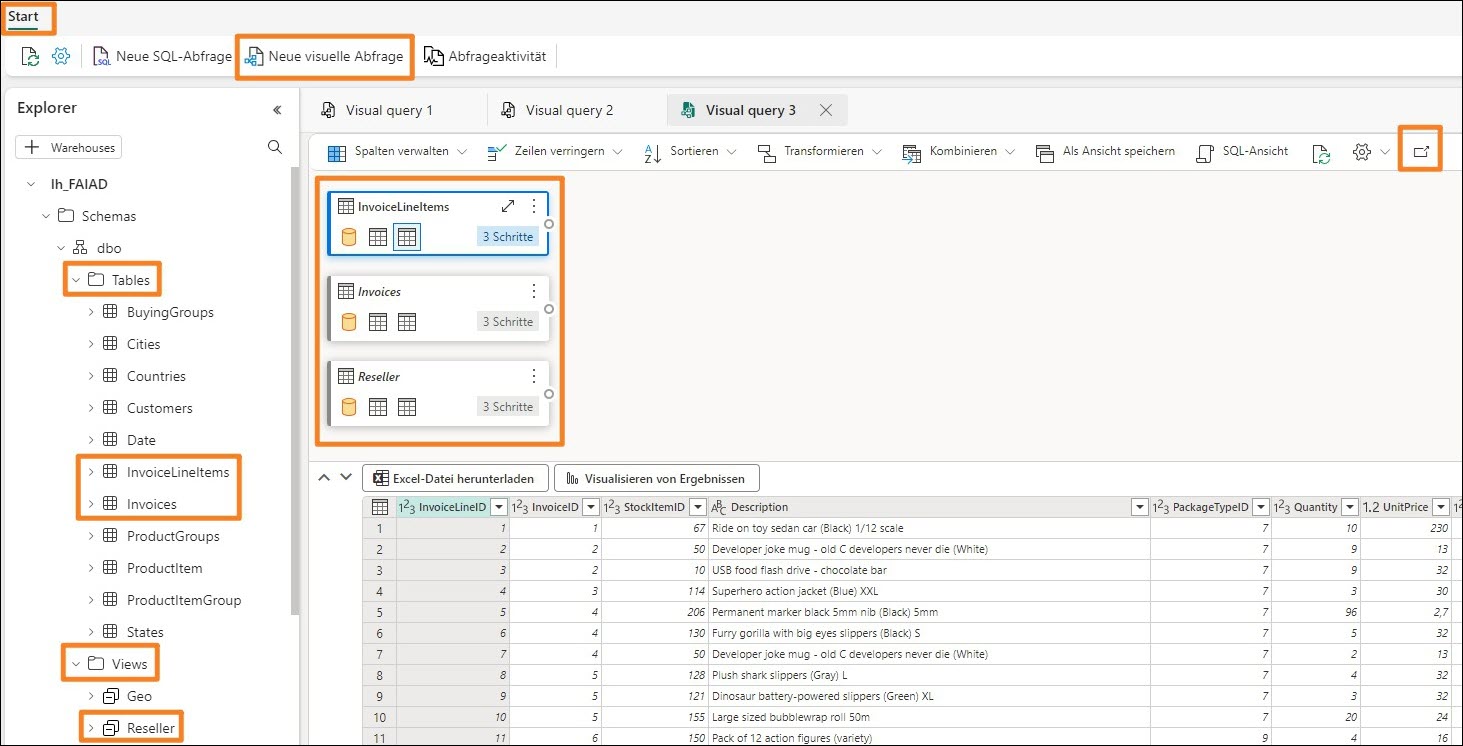 Start
Neue SQL-Abfrage Neue visuelle Abfrage Abfrageaktivität
Explorer
Warehouses
lh_FAIAD
Schemas
dbo
Tables
BuyingGroups
Cities
Countries
Customers
Date
InvoiceLineItems
Invoices
ProductGroups
ProductItem
ProductItemGroup
States
Views
Geo
Reseller
Visual query 1 Visual query 2 Visual query 3
Spalten verwalten Zeilen verringern Sortieren Transformieren Kombinieren Als Ansicht speichern SQL-Ansicht
InvoiceLineItems
3 Schritte
Invoices
3 Schritte
Reseller
3 Schritte
Excel-Datei herunterladen Visualisieren von Ergebnissen
InvoiceLineID InvoiceID StockItemID Description PackageTypeID Quantity UnitPrice
1 1 1 67 Ride on toy sedan car (Black) 1/12 scale 7 10 230
2 2 2 50 Developer joke mug - old C developers never die (White) 7 9 13
3 3 2 10 USB food flash drive - chocolate bar 7 9 32
4 4 3 114 Superhero action jacket (Blue) XXL 7 3 30
5 5 4 206 Permanent marker black 5mm nib (Black) 5mm 7 96 2,7
6 6 4 130 Furry gorilla with big eyes slippers (Black) S 7 5 32
7 7 4 50 Developer joke mug - old C developers never die (White) 7 2 13
8 8 5 128 Plush shark slippers (Gray) L 7 4 32
9 9 5 121 Dinosaur battery-powered slippers (Green) XL 7 3 32
10 10 5 155 Large sized bubblewrap roll 50m 7 20 24
11 11 6 150 Pack of 12 action figures (variety) 9 4 16